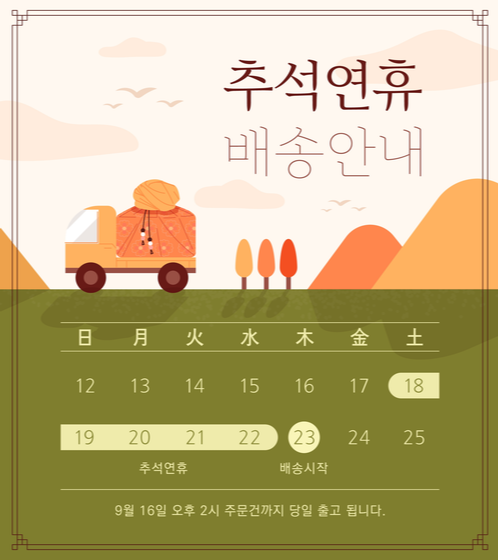 추석연휴
배송안내
日 月 火 水 木 金 土
12 13 14 15 16 17 18
19 20 21 22 23 24 25
추석연휴 배송시작
9월 16일 오후 2시 주문건까지 당일 출고 됩니다.